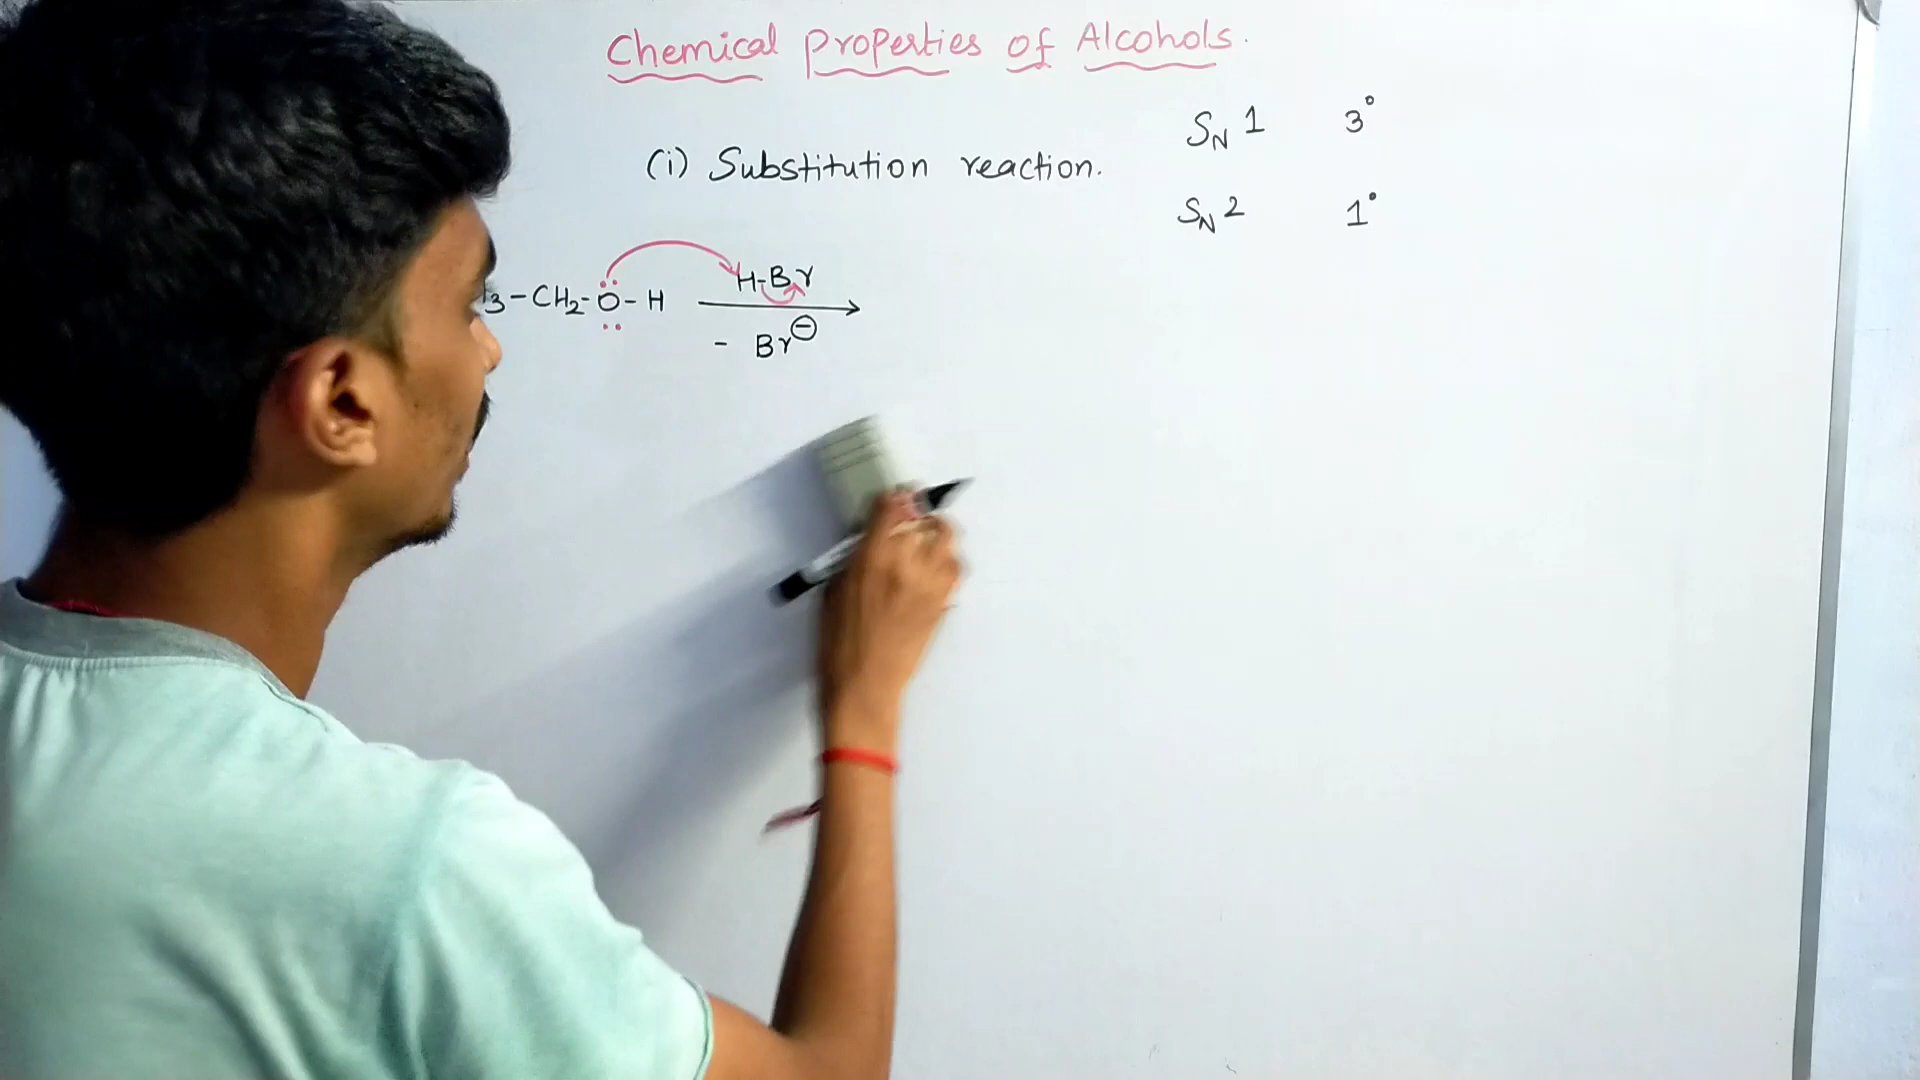 Chemical Properties of Alcohols.
(i) Substitution reaction.
SN 1 3°
SN 2 1°
3-CH2-O-H H-Br
- Br⊖